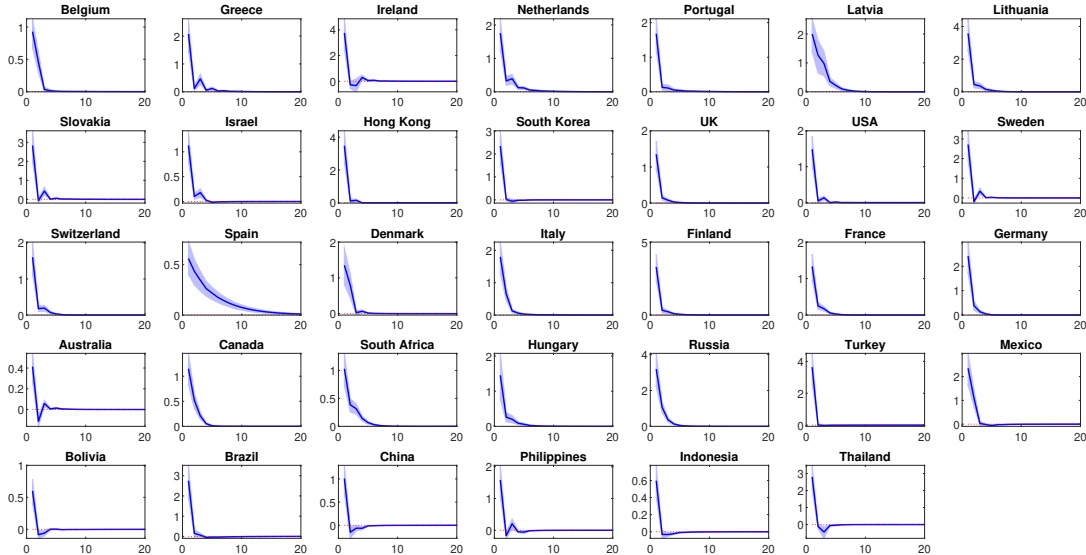 Belgium Greece Ireland Netherlands Portugal Latvia Lithuania
1 0.5 0 0 10 20
2 1 0 0 10 20
4 2 0 0 10 20
2 1 0 0 10 20
2 1 0 0 10 20
2 1 0 0 10 20
4 2 0 0 10 20
Slovakia Israel Hong Kong South Korea UK USA Sweden
3 2 1 0 0 10 20
1 0.5 0 0 10 20
4 2 0 0 10 20
3 2 1 0 0 10 20
2 1 0 0 10 20
2 1 0 0 10 20
3 2 1 0 0 10 20
Switzerland Spain Denmark Italy Finland France Germany
2 1 0 0 10 20
0.5 0 0 10 20
2 1 0 0 10 20
2 1 0 0 10 20
5 0 0 10 20
2 1 0 0 10 20
3 2 1 0 0 10 20
Australia Canada South Africa Hungary Russia Turkey Mexico
0.4 0.2 0 0 10 20
1 0.5 0 0 10 20
1 0.5 0 0 10 20
2 1 0 0 10 20
4 2 0 0 10 20
4 2 0 0 10 20
2 1 0 0 10 20
Bolivia Brazil China Philippines Indonesia Thailand
1 0.5 0 0 10 20
3 2 1 0 0 10 20
1 0.5 0 0 10 20
2 1 0 0 10 20
0.6 0.4 0.2 0 0 10 20
3 2 1 0 0 10 20